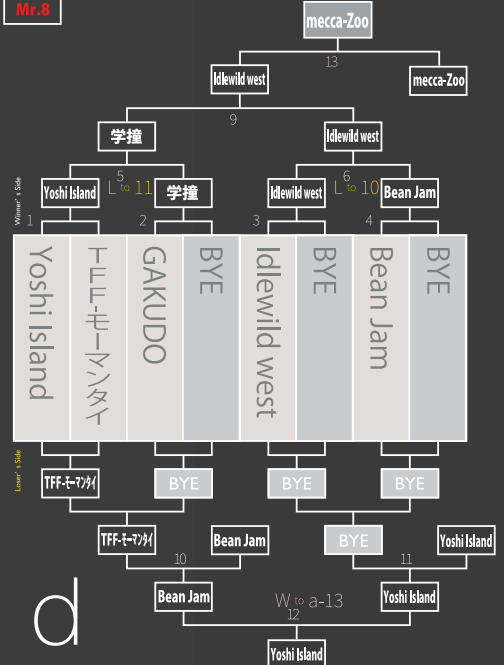 Mr.8
mecca-Zoo
13
Idlewild west
mecca-Zoo
9
学撞
Idlewild west
5
L to 11
6
L to 10
Winner's Side
Yoshi Island
学撞
Idlewild west
Bean Jam
1
2
3
4
Yoshi Island
TFF-モーマンタイ
GAKUDO
BYE
Idlewild west
BYE
Bean Jam
BYE
Loser's Side
TFF-モーマンタイ
BYE
BYE
BYE
TFF-モーマンタイ
Bean Jam
BYE
Yoshi Island
10
11
Bean Jam
W to a-13
Yoshi Island
12
Yoshi Island
d